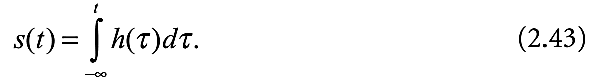 s(t) = ∫_{−∞}^{t} h(τ)dτ. (2.43)